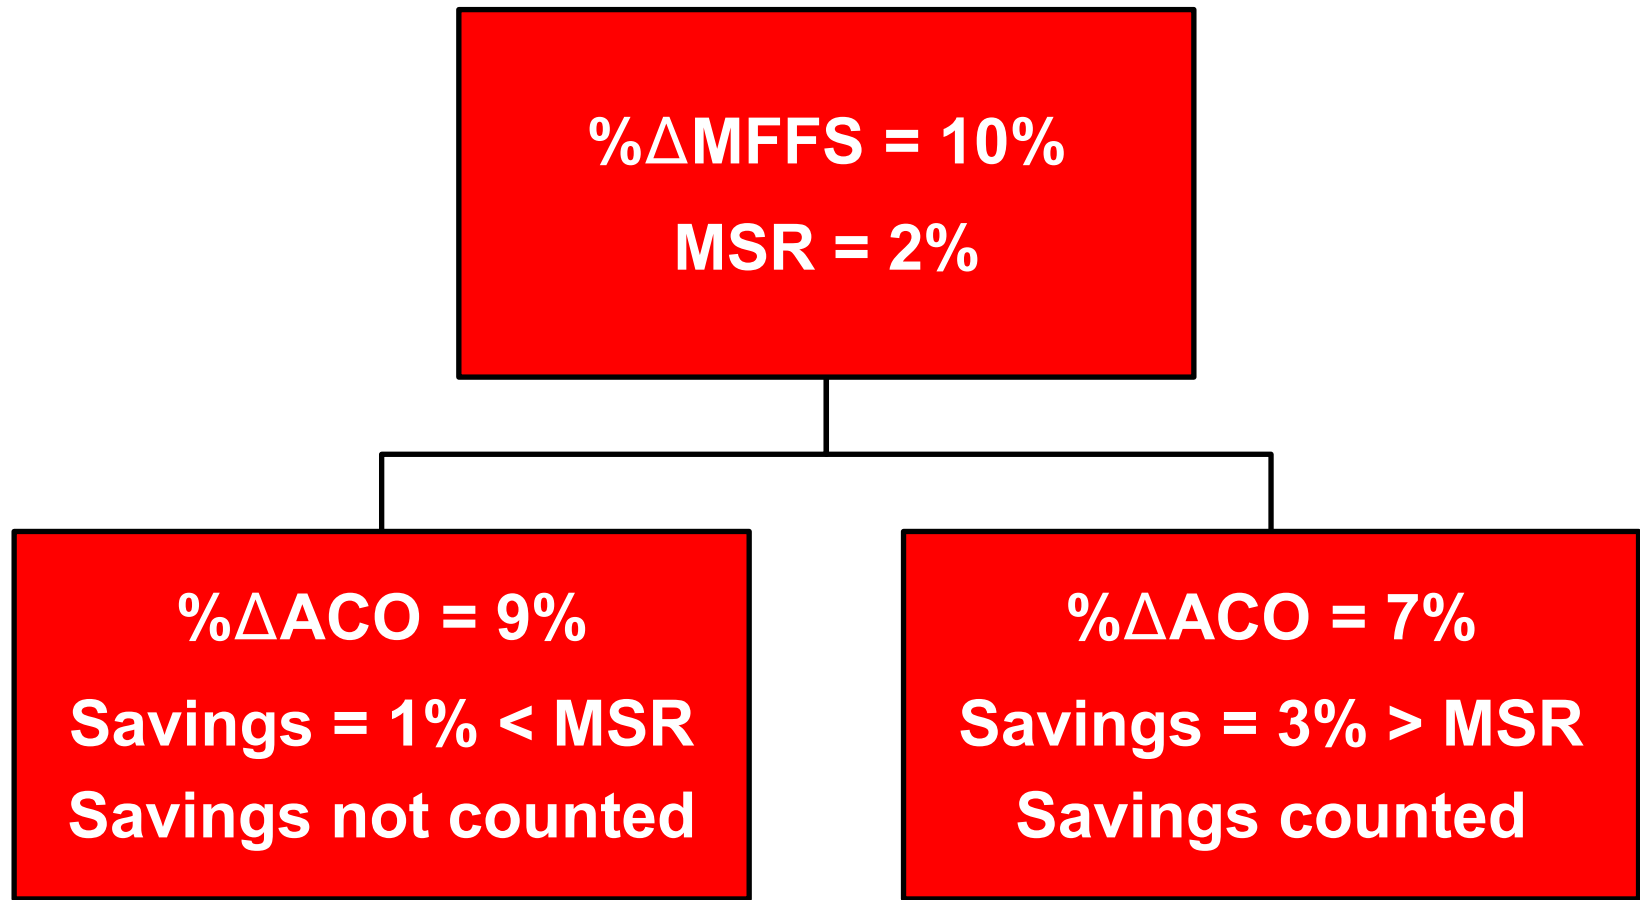 %ΔMFFS = 10%
MSR = 2%
%ΔACO = 9%
Savings = 1% < MSR
Savings not counted
%ΔACO = 7%
Savings = 3% > MSR
Savings counted